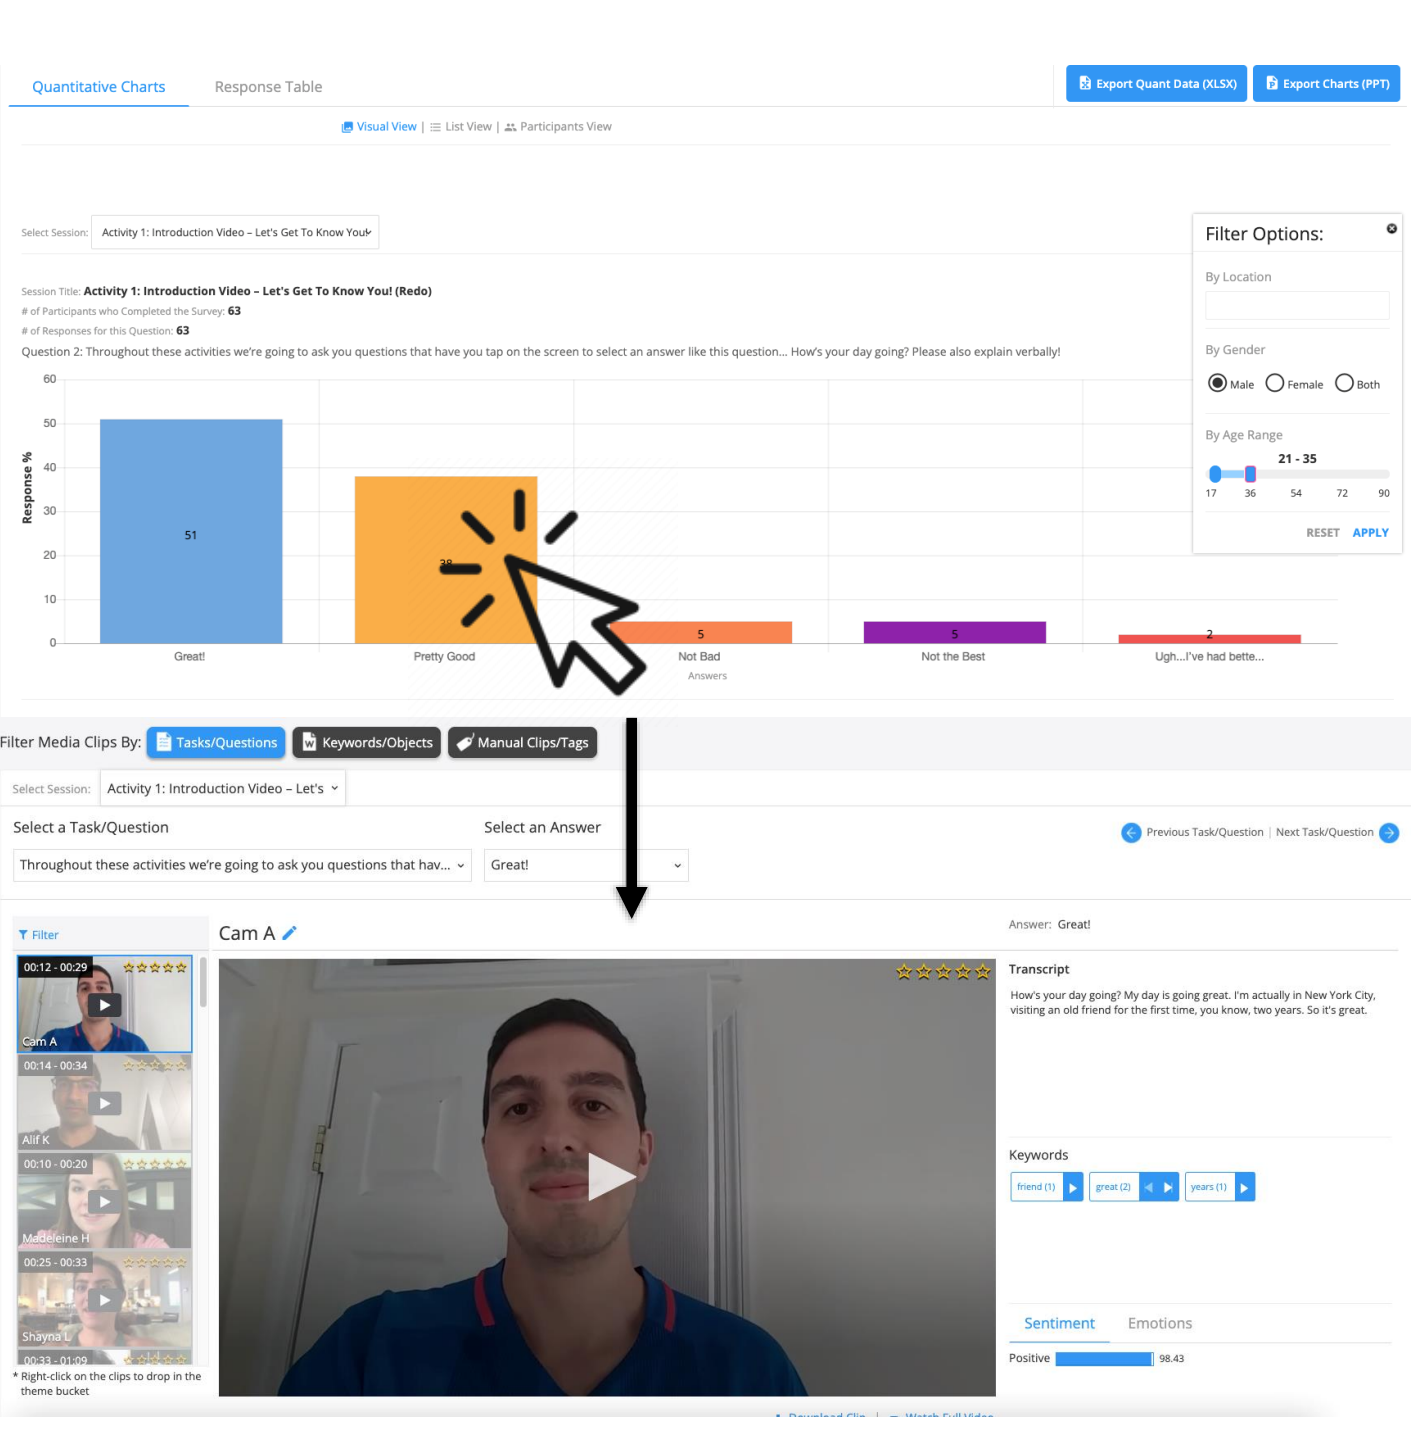 Quantitative Charts
Response Table
Export Quant Data (XLSX)
Export Charts (PPT)
Visual View | List View | Participants View
Select Session: Activity 1: Introduction Video – Let's Get To Know You!
Filter Options:
By Location
By Gender
Male Female Both
By Age Range
21 - 35
17 36 54 72 90
RESET APPLY
Session Title: Activity 1: Introduction Video – Let's Get To Know You! (Redo)
# of Participants who Completed the Survey: 63
# of Responses for this Question: 63
Question 2: Throughout these activities we're going to ask you questions that have you tap on the screen to select an answer like this question... How's your day going? Please also explain verbally!
Response %
60
50
40
30
20
10
0
51
38
5
5
2
Great!
Pretty Good
Not Bad
Not the Best
Ugh...I've had bette...
Answers
Filter Media Clips By: Tasks/Questions Keywords/Objects Manual Clips/Tags
Select Session: Activity 1: Introduction Video – Let's
Select a Task/Question
Select an Answer
Previous Task/Question | Next Task/Question
Throughout these activities we're going to ask you questions that hav...
Great!
Filter
Cam A
Answer: Great!
00:12 - 00:29
Cam A
00:14 - 00:34
Alif K
00:10 - 00:20
Madeleine H
00:25 - 00:33
Shayna L
00:33 - 01:09
* Right-click on the clips to drop in the
theme bucket
Transcript
How's your day going? My day is going great. I'm actually in New York City,
visiting an old friend for the first time, you know, two years. So it's great.
Keywords
friend (1)
great (2)
years (1)
Sentiment
Emotions
Positive 98.43
Download Clip | Watch Full Video